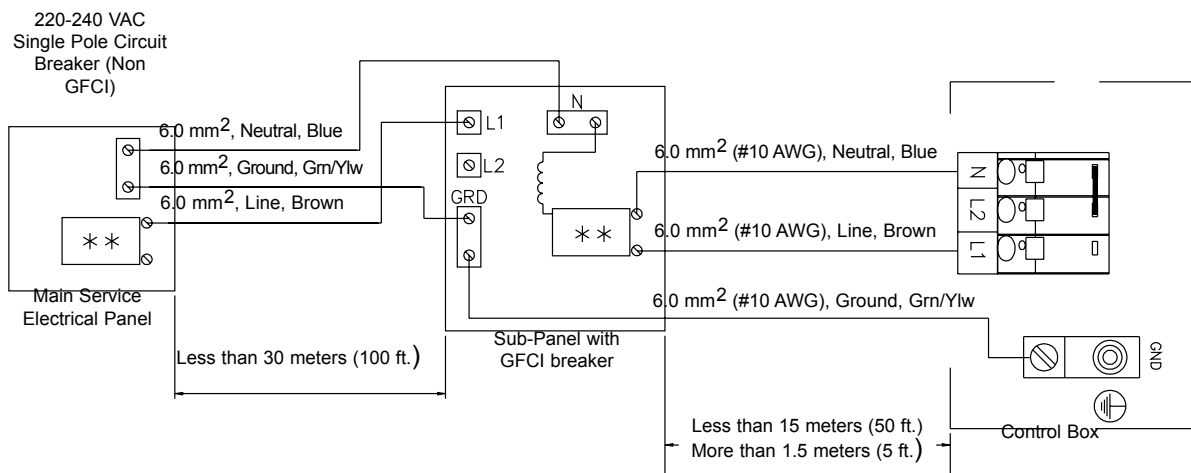 220-240 VAC
Single Pole Circuit
Breaker (Non
GFCI)
6.0 mm², Neutral, Blue
6.0 mm², Ground, Grn/Ylw
6.0 mm², Line, Brown
* *
Main Service
Electrical Panel
Less than 30 meters (100 ft.)
N
L1
L2
GRD
* *
Sub-Panel with
GFCI breaker
6.0 mm² (#10 AWG), Neutral, Blue
6.0 mm² (#10 AWG), Line, Brown
6.0 mm² (#10 AWG), Ground, Grn/Ylw
Less than 15 meters (50 ft.)
More than 1.5 meters (5 ft.)
N
L2
L1
GND
Control Box